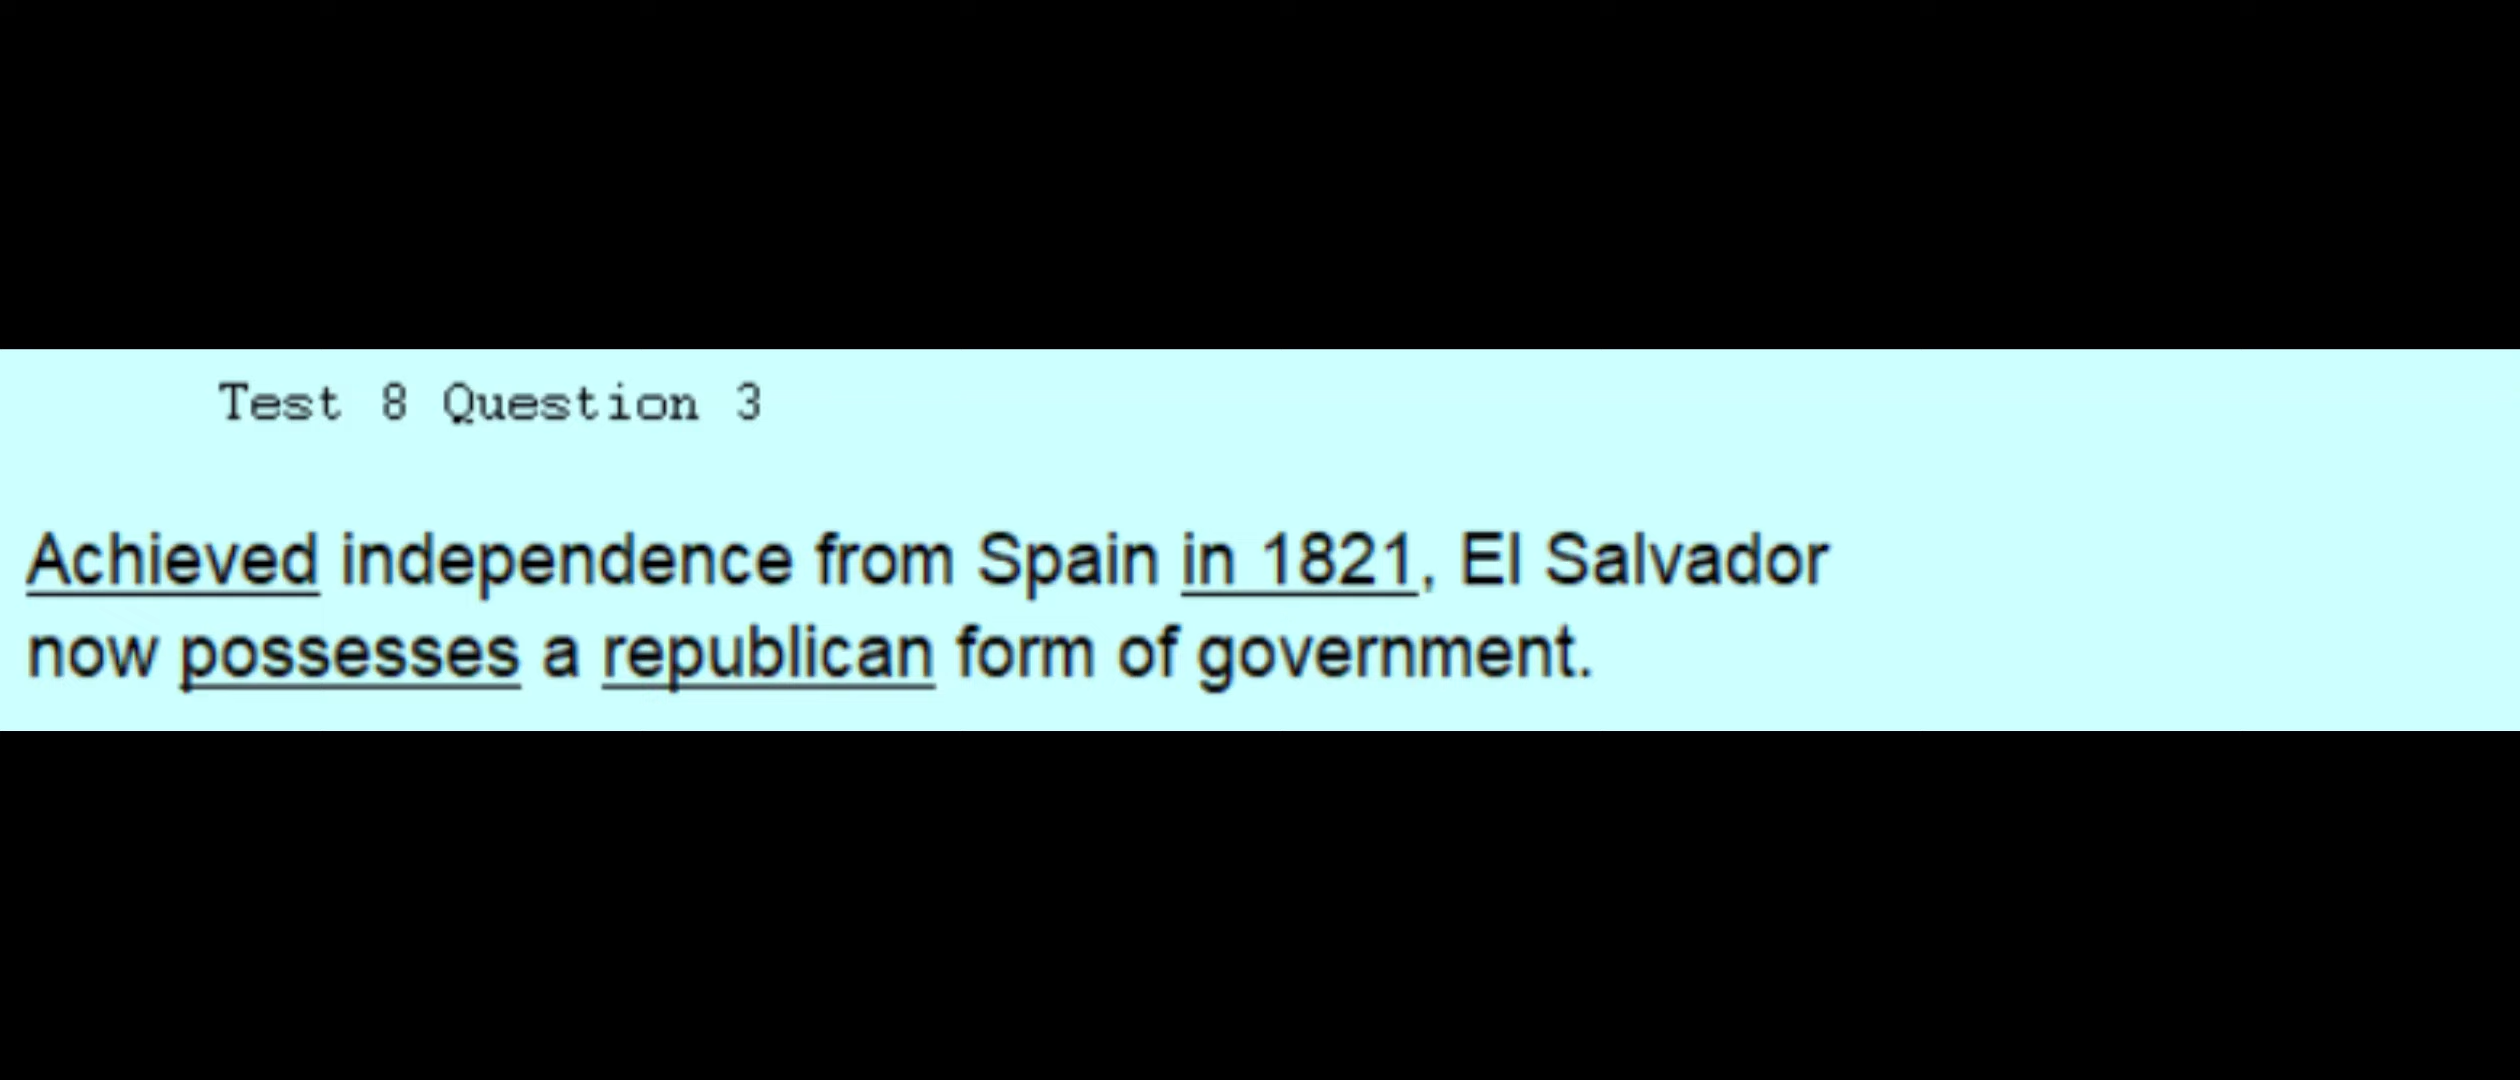 Test 8 Question 3
Achieved independence from Spain in 1821, El Salvador
now possesses a republican form of government.